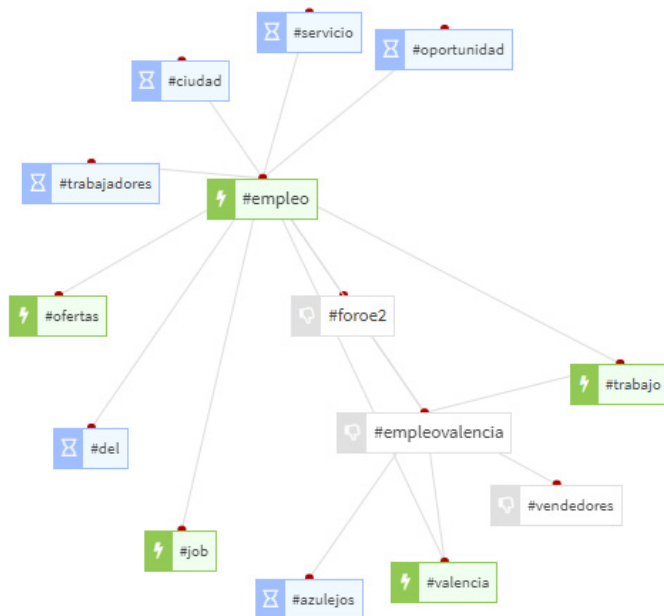 #servicio
#oportunidad
#ciudad
#trabajadores
#empleo
#ofertas
#foroe2
#trabajo
#empleovalencia
#del
#vendedores
#job
#valencia
#azulejos